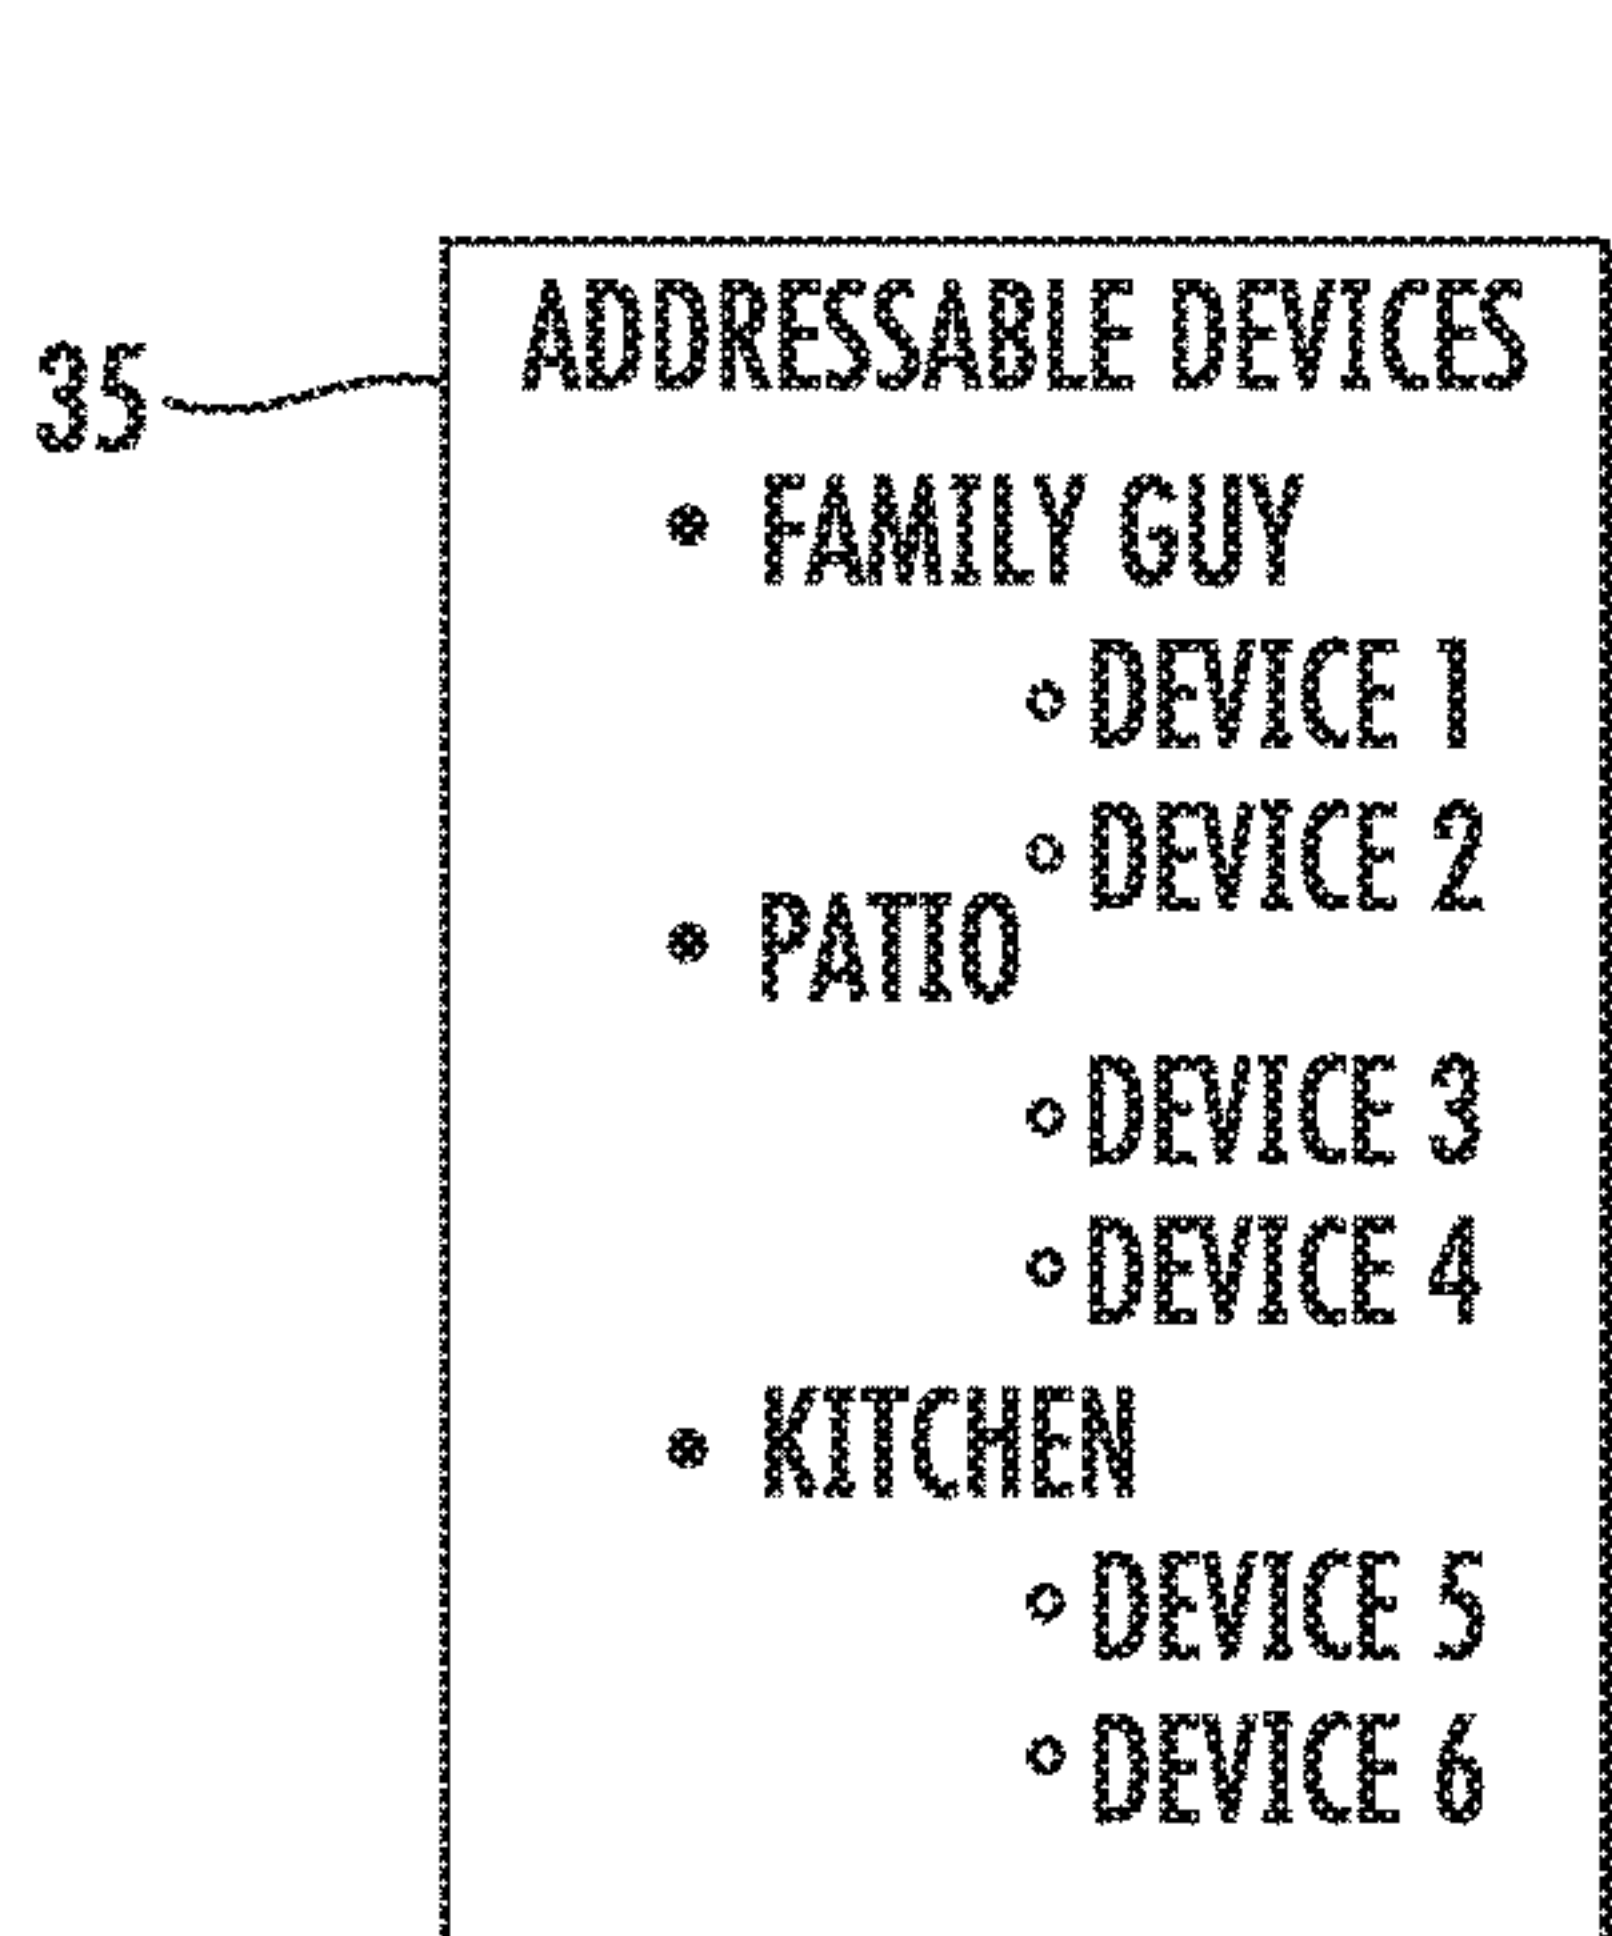 ADDRESSABLE DEVICES
35
• FAMILY GUY
○ DEVICE 1
○ DEVICE 2
• PATIO
○ DEVICE 3
○ DEVICE 4
• KITCHEN
○ DEVICE 5
○ DEVICE 6